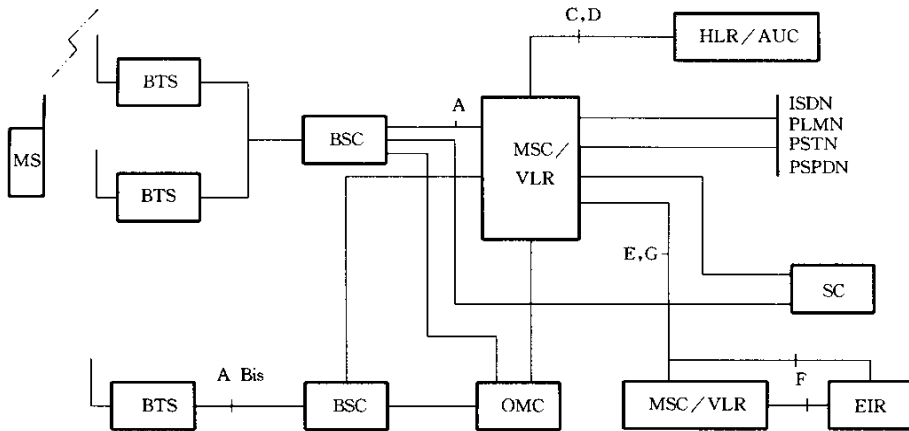 C,D
HLR／AUC
BTS
A
ISDN
PLMN
PSTN
PSPDN
MS
BSC
MSC／
VLR
BTS
E,G
SC
A Bis
F
BTS
BSC
OMC
MSC／VLR
EIR